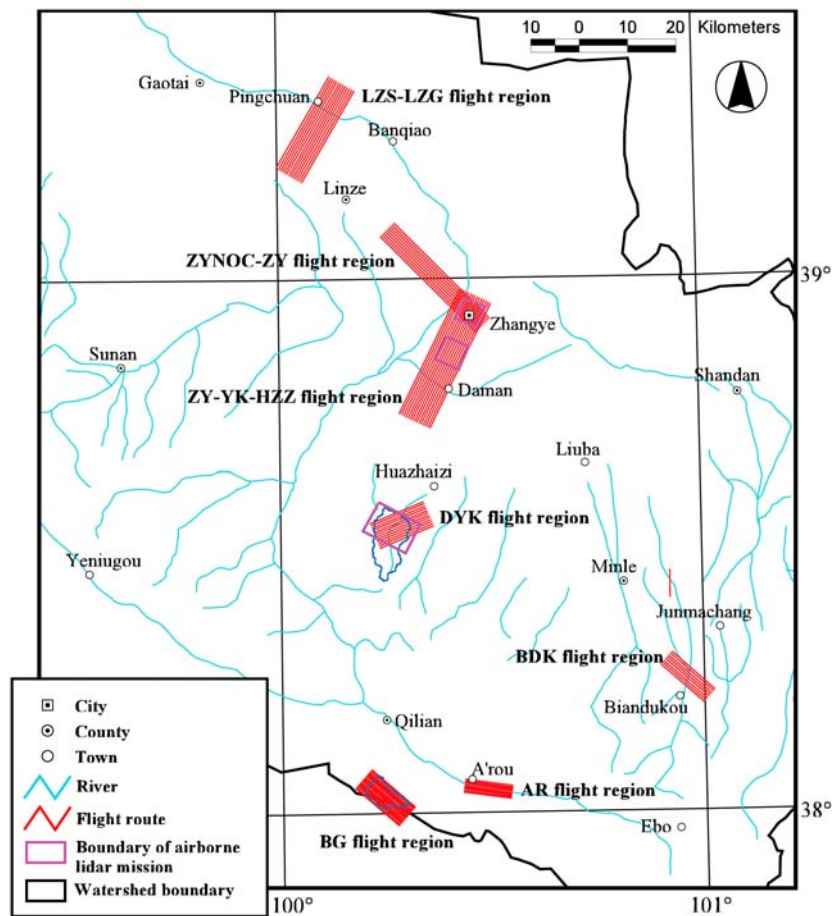 10 0 10 20 Kilometers
Gaotai
Pingchuan
LZS-LZG flight region
Banqiao
Linze
ZYNOC-ZY flight region
39°
Zhangye
Sunan
Shandan
ZY-YK-HZZ flight region
Daman
Liuba
Huazhaizi
DYK flight region
Yeniugou
Minle
Junmachang
BDK flight region
Biandukou
City
County
Town
River
Flight route
Boundary of airborne
lidar mission
Watershed boundary
Qilian
A'rou
AR flight region
BG flight region
Ebo
38°
100°
101°